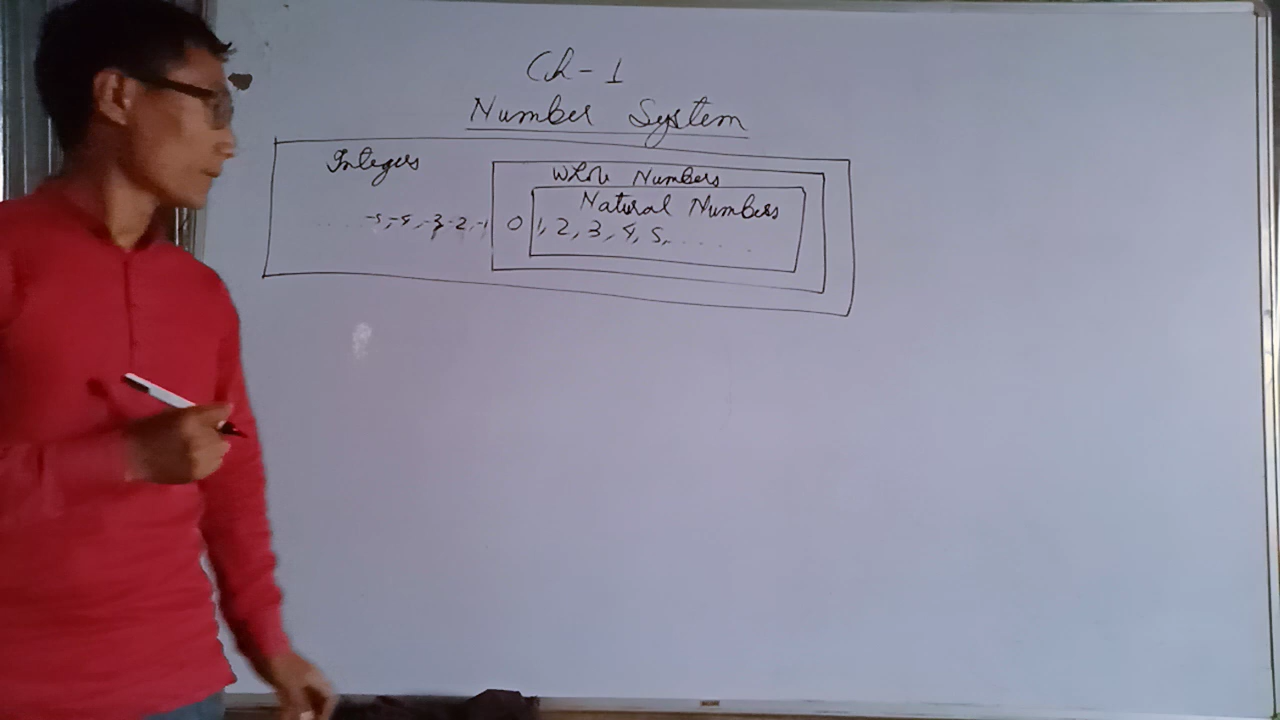 Ch-1
Number System
Integers
Whole Numbers
Natural Numbers
..... -5, -4, -3, -2, -1 0 1, 2, 3, 4, 5, ......